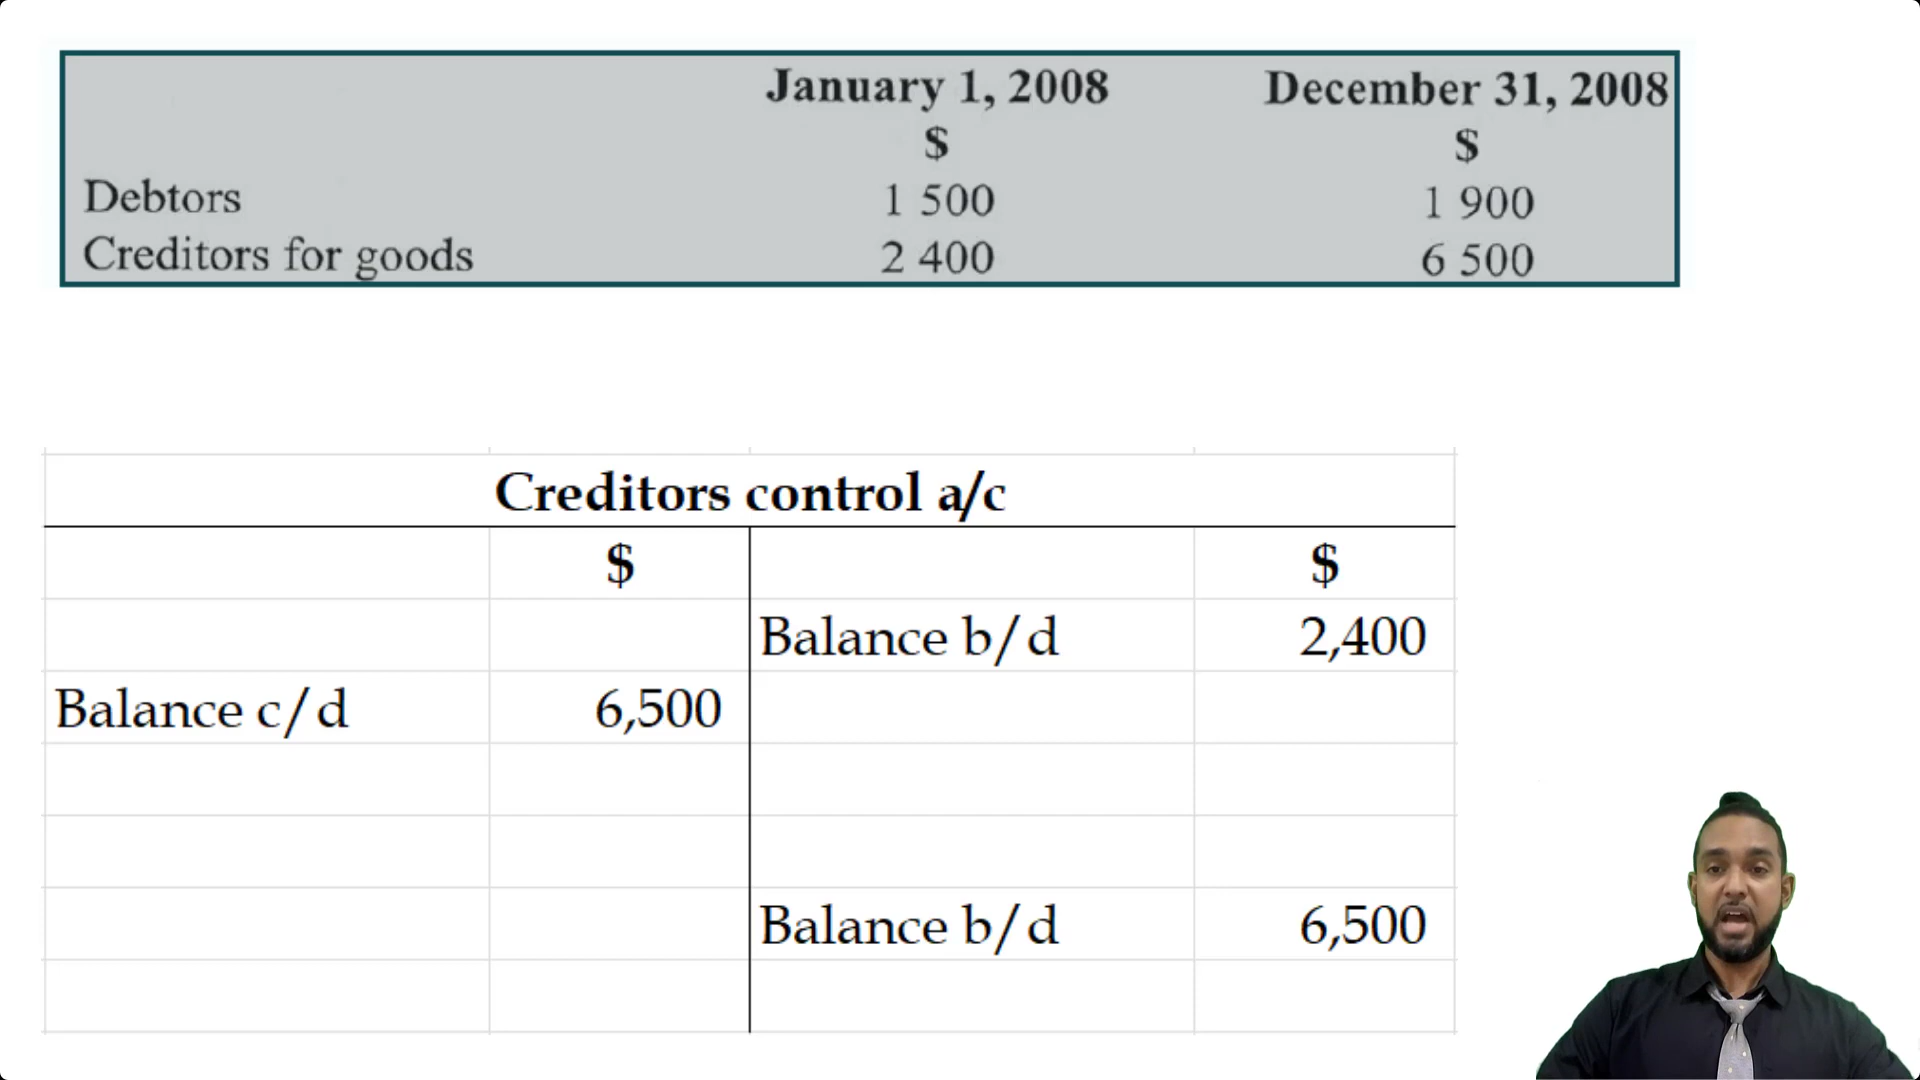 January 1, 2008 December 31, 2008
$ $
Debtors 1 500 1 900
Creditors for goods 2 400 6 500
Creditors control a/c
$ $
Balance b/d 2,400
Balance c/d 6,500
Balance b/d 6,500